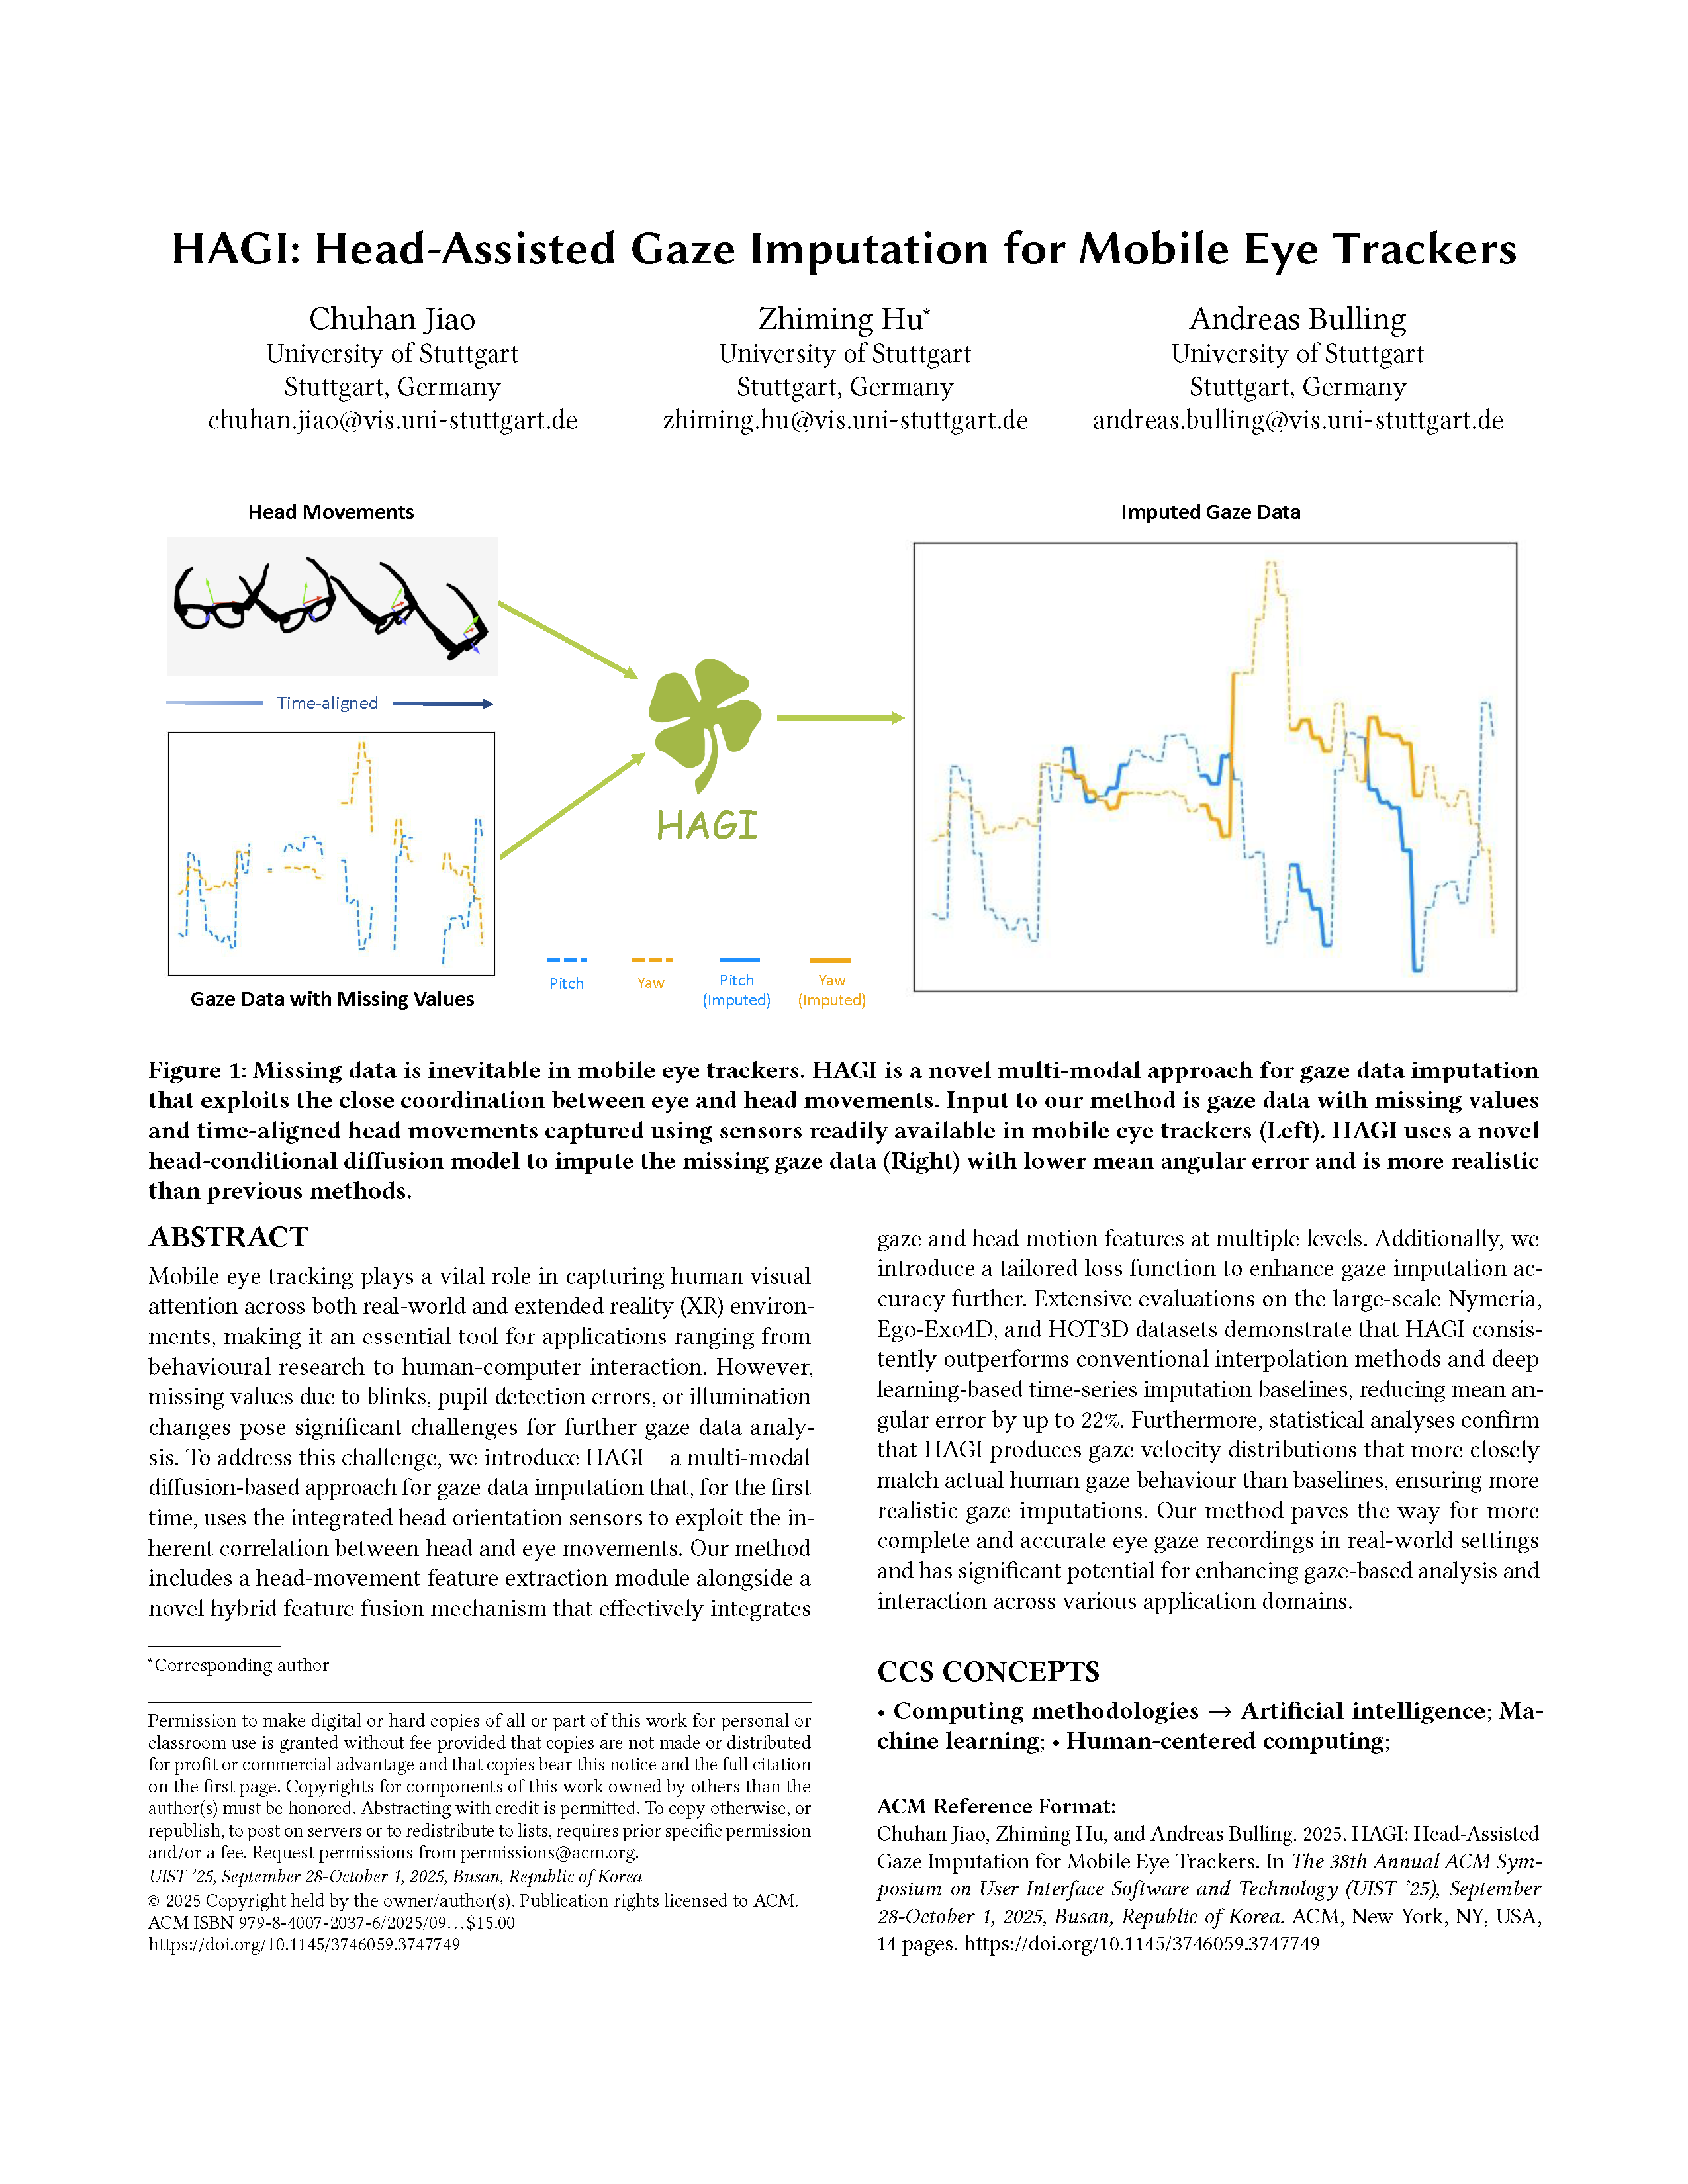 HAGI: Head-Assisted Gaze Imputation for Mobile Eye Trackers
Chuhan Jiao
University of Stuttgart
Stuttgart, Germany
chuhan.jiao@vis.uni-stuttgart.de
Zhiming Hu*
University of Stuttgart
Stuttgart, Germany
zhiming.hu@vis.uni-stuttgart.de
Andreas Bulling
University of Stuttgart
Stuttgart, Germany
andreas.bulling@vis.uni-stuttgart.de
Head Movements
Time-aligned
Gaze Data with Missing Values
HAGI
Pitch
Yaw
Pitch
(Imputed)
Yaw
(Imputed)
Imputed Gaze Data
Figure 1: Missing data is inevitable in mobile eye trackers. HAGI is a novel multi-modal approach for gaze data imputation
that exploits the close coordination between eye and head movements. Input to our method is gaze data with missing values
and time-aligned head movements captured using sensors readily available in mobile eye trackers (Left). HAGI uses a novel
head-conditional diffusion model to impute the missing gaze data (Right) with lower mean angular error and is more realistic
than previous methods.
ABSTRACT
Mobile eye tracking plays a vital role in capturing human visual
attention across both real-world and extended reality (XR) environ-
ments, making it an essential tool for applications ranging from
behavioural research to human-computer interaction. However,
missing values due to blinks, pupil detection errors, or illumination
changes pose significant challenges for further gaze data analy-
sis. To address this challenge, we introduce HAGI – a multi-modal
diffusion-based approach for gaze data imputation that, for the first
time, uses the integrated head orientation sensors to exploit the in-
herent correlation between head and eye movements. Our method
includes a head-movement feature extraction module alongside a
novel hybrid feature fusion mechanism that effectively integrates
*Corresponding author
Permission to make digital or hard copies of all or part of this work for personal or
classroom use is granted without fee provided that copies are not made or distributed
for profit or commercial advantage and that copies bear this notice and the full citation
on the first page. Copyrights for components of this work owned by others than the
author(s) must be honored. Abstracting with credit is permitted. To copy otherwise, or
republish, to post on servers or to redistribute to lists, requires prior specific permission
and/or a fee. Request permissions from permissions@acm.org.
UIST ’25, September 28-October 1, 2025, Busan, Republic of Korea
© 2025 Copyright held by the owner/author(s). Publication rights licensed to ACM.
ACM ISBN 979-8-4007-2037-6/2025/09…$15.00
https://doi.org/10.1145/3746059.3747749
gaze and head motion features at multiple levels. Additionally, we
introduce a tailored loss function to enhance gaze imputation ac-
curacy further. Extensive evaluations on the large-scale Nymeria,
Ego-Exo4D, and HOT3D datasets demonstrate that HAGI consis-
tently outperforms conventional interpolation methods and deep
learning-based time-series imputation baselines, reducing mean an-
gular error by up to 22%. Furthermore, statistical analyses confirm
that HAGI produces gaze velocity distributions that more closely
match actual human gaze behaviour than baselines, ensuring more
realistic gaze imputations. Our method paves the way for more
complete and accurate eye gaze recordings in real-world settings
and has significant potential for enhancing gaze-based analysis and
interaction across various application domains.
CCS CONCEPTS
• Computing methodologies → Artificial intelligence; Ma-
chine learning; • Human-centered computing;
ACM Reference Format:
Chuhan Jiao, Zhiming Hu, and Andreas Bulling. 2025. HAGI: Head-Assisted
Gaze Imputation for Mobile Eye Trackers. In The 38th Annual ACM Sym-
posium on User Interface Software and Technology (UIST ’25), September
28-October 1, 2025, Busan, Republic of Korea. ACM, New York, NY, USA,
14 pages. https://doi.org/10.1145/3746059.3747749